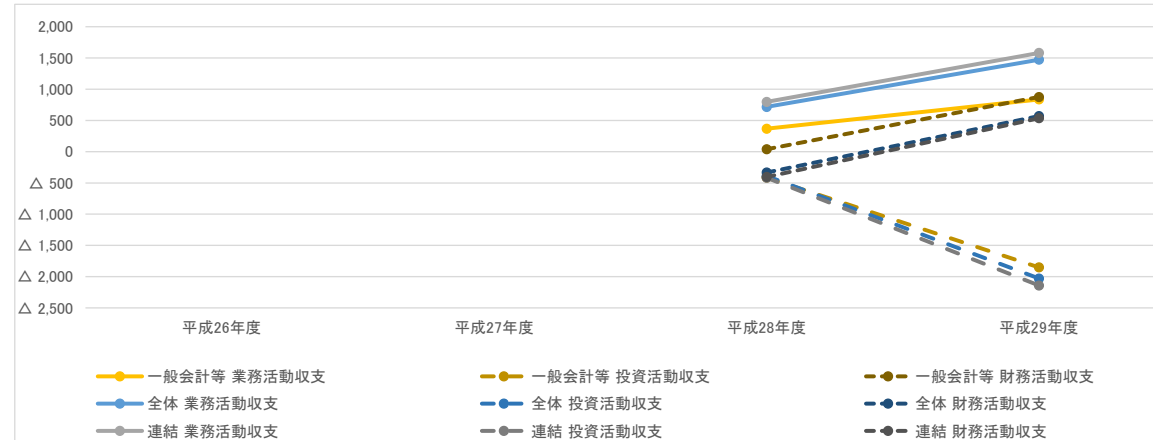 2,000
1,500
1,000
500
0
△ 500
△ 1,000
△ 1,500
△ 2,000
△ 2,500
平成26年度 平成27年度 平成28年度 平成29年度
一般会計等 業務活動収支 一般会計等 投資活動収支 一般会計等 財務活動収支
全体 業務活動収支 全体 投資活動収支 全体 財務活動収支
連結 業務活動収支 連結 投資活動収支 連結 財務活動収支